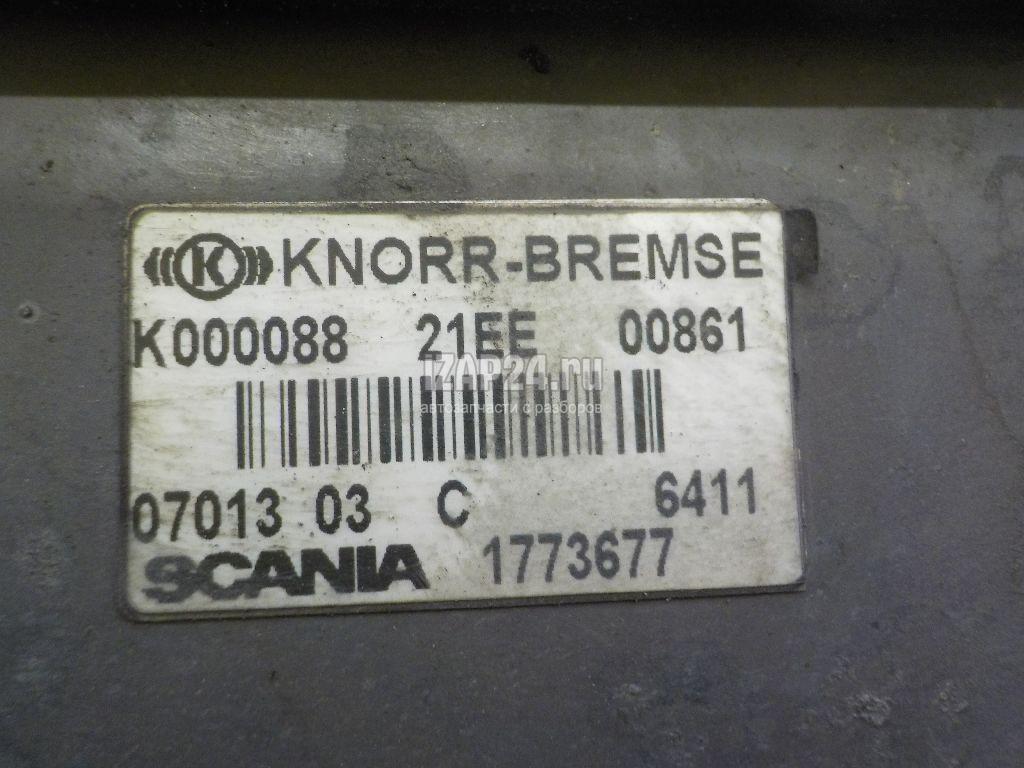 K KNORR-BREMSE
K000088 21EE 00861
IZAP24.ru
автозапчасти с разборов
07013 03 C 6411
SCANIA 1773677